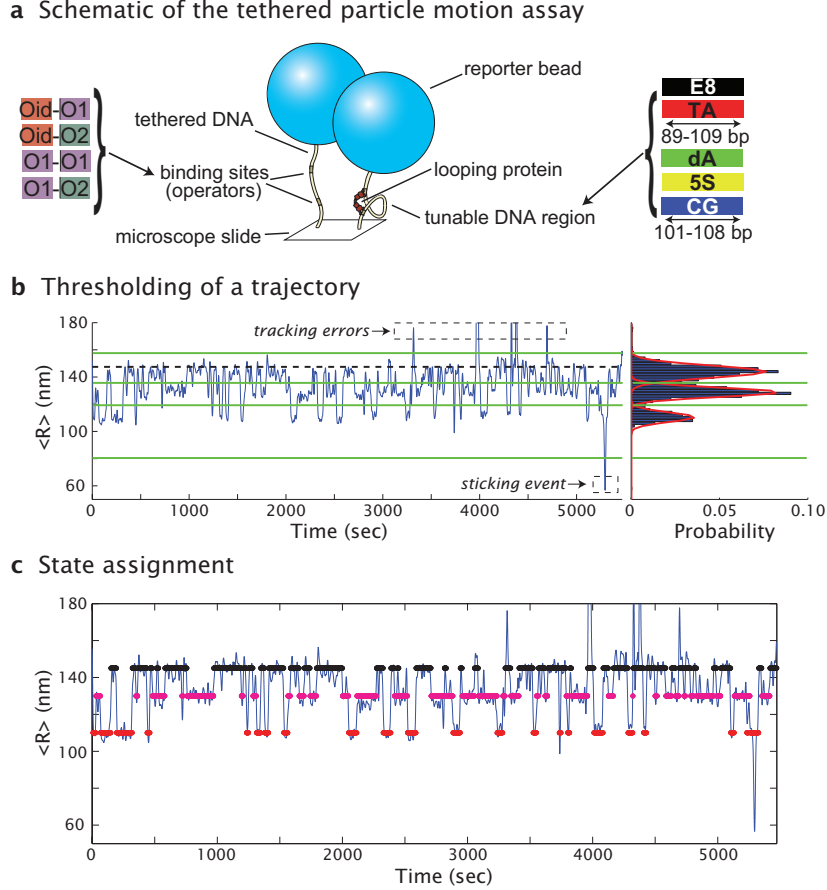 a Schematic of the tethered particle motion assay
Oid-O1
Oid-O2
O1-O1
O1-O2
tethered DNA
binding sites
(operators)
microscope slide
reporter bead
looping protein
tunable DNA region
E8
TA
89-109 bp
dA
5S
CG
101-108 bp
b Thresholding of a trajectory
180
140
100
60
<R> (nm)
tracking errors
sticking event
0 1000 2000 3000 4000 5000
Time (sec)
0 0.05 0.10
Probability
c State assignment
180
140
100
60
<R> (nm)
0 1000 2000 3000 4000 5000
Time (sec)